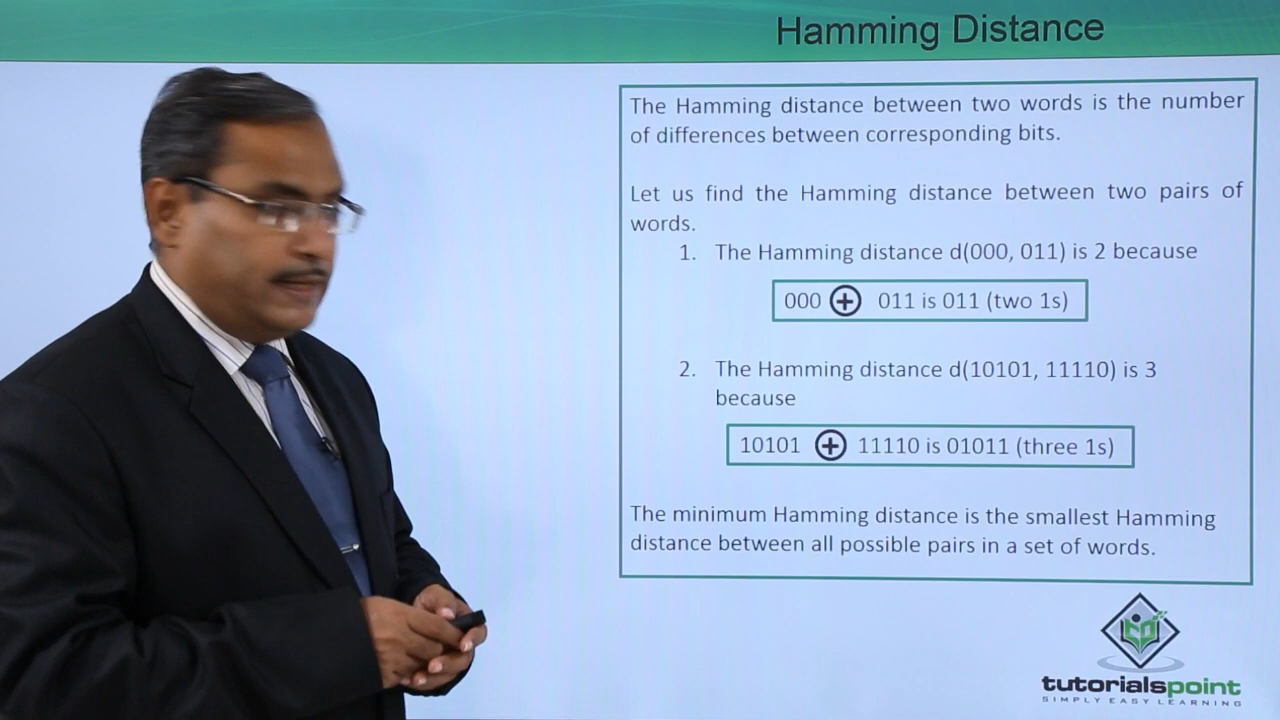 Hamming Distance
The Hamming distance between two words is the number
of differences between corresponding bits.
Let us find the Hamming distance between two pairs of
words.
1. The Hamming distance d(000, 011) is 2 because
000 ⊕ 011 is 011 (two 1s)
2. The Hamming distance d(10101, 11110) is 3
because
10101 ⊕ 11110 is 01011 (three 1s)
The minimum Hamming distance is the smallest Hamming
distance between all possible pairs in a set of words.
tutorialspoint
SIMPLY EASY LEARNING